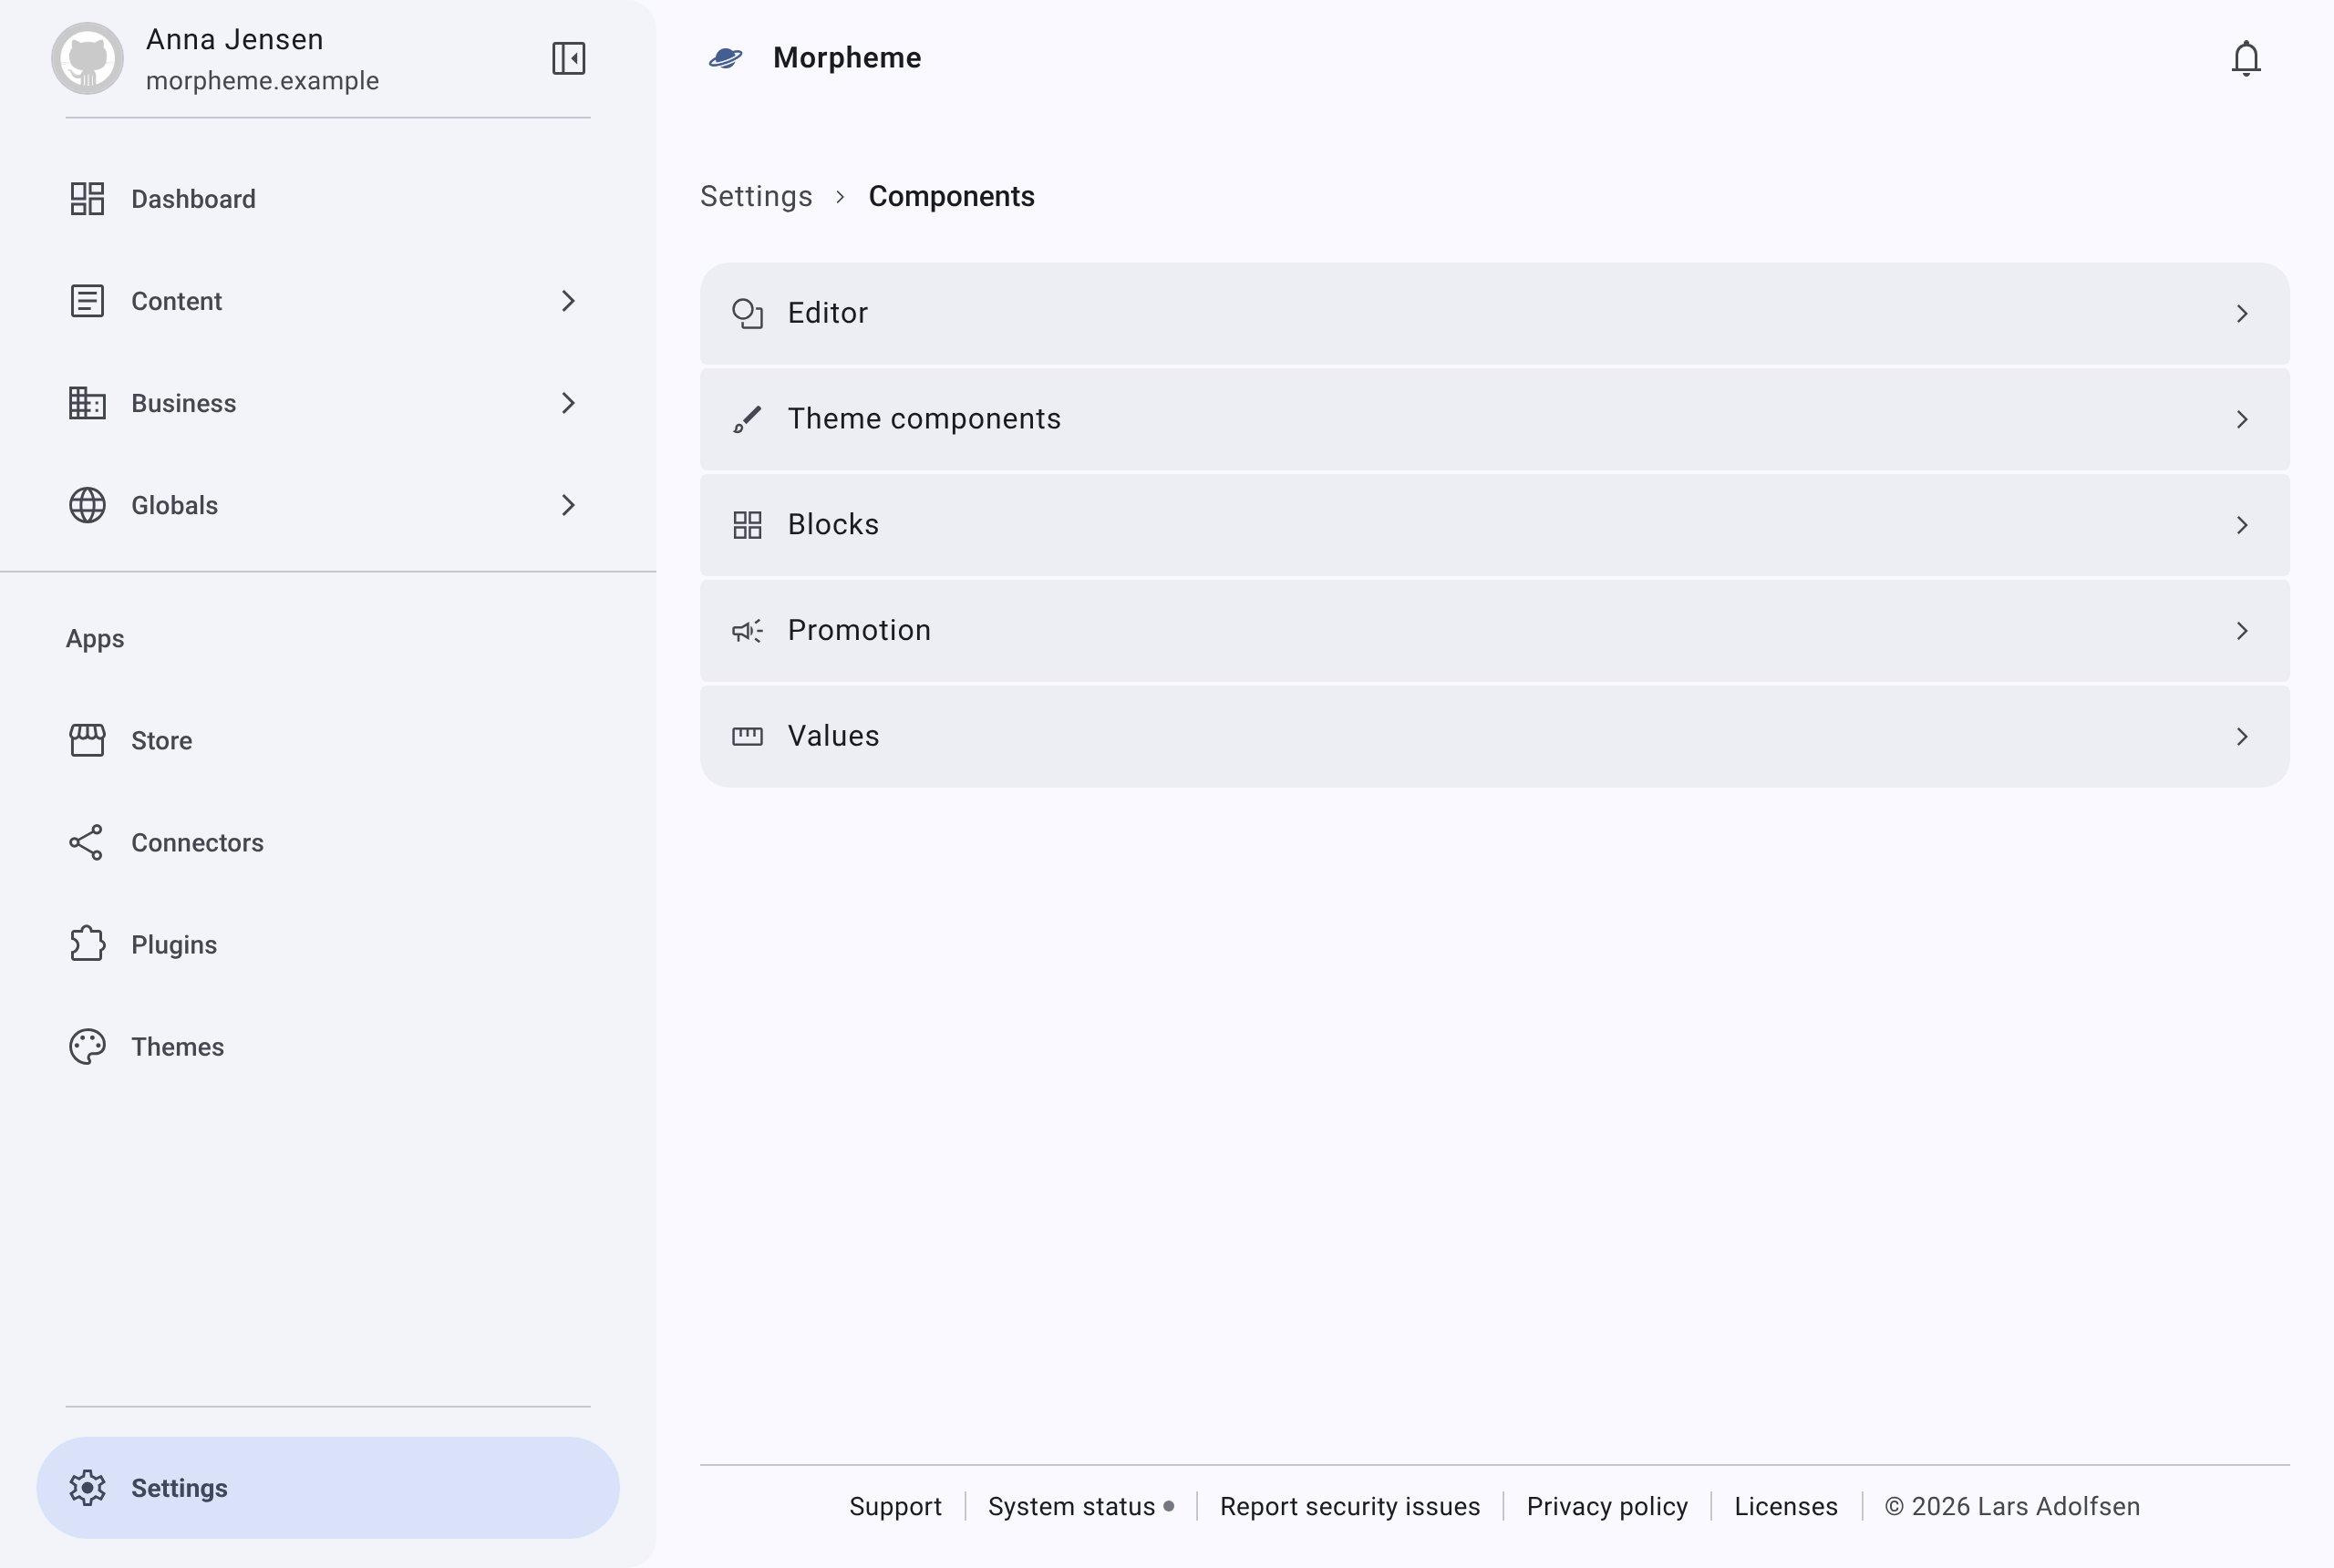 Anna Jensen
morpheme.example
Dashboard
Content
Business
Globals
Apps
Store
Connectors
Plugins
Themes
Settings
Morpheme
Settings › Components
Editor
Theme components
Blocks
Promotion
Values
Support | System status | Report security issues | Privacy policy | Licenses | © 2026 Lars Adolfsen